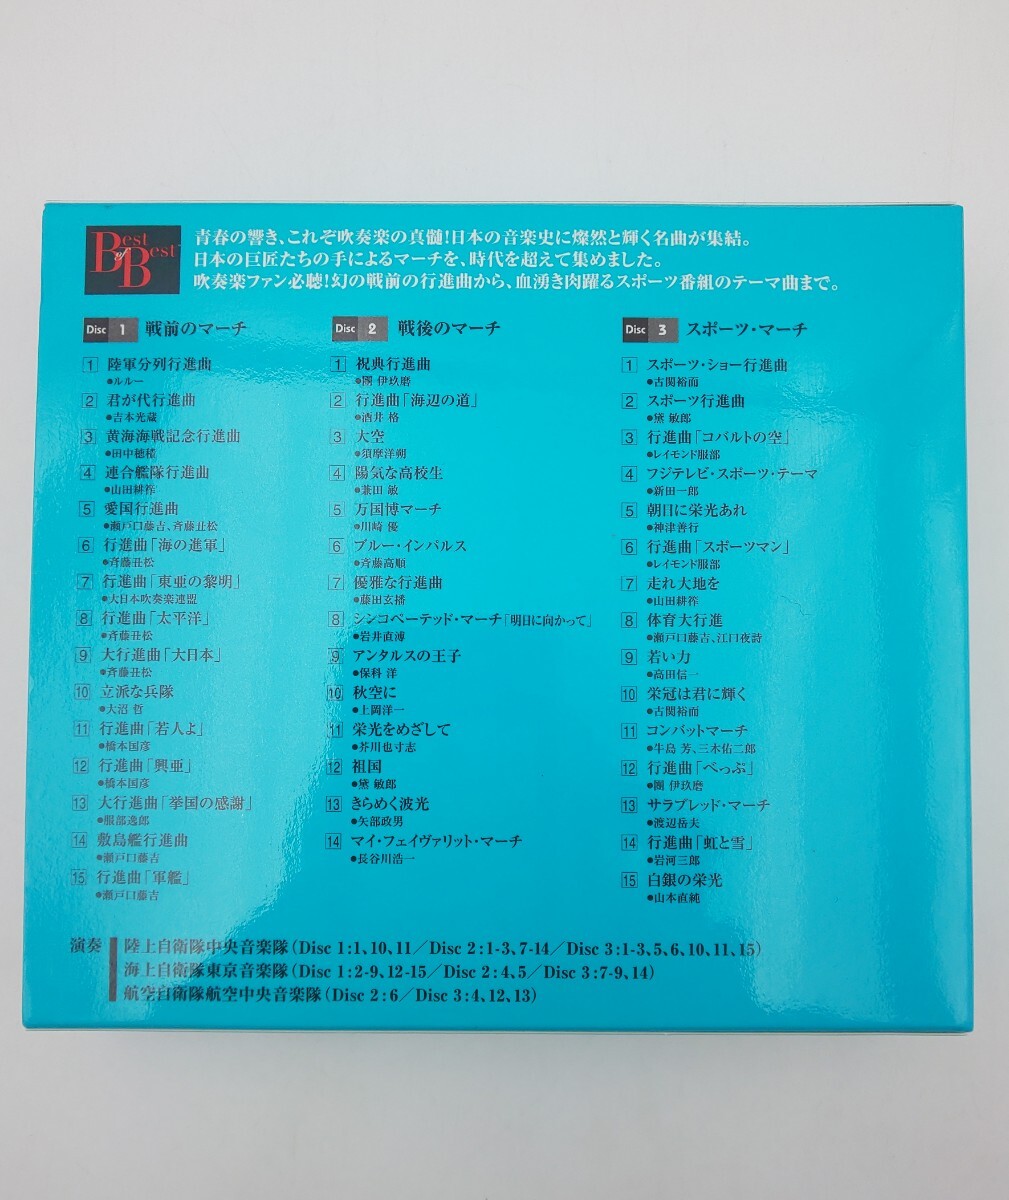 Best of Best
青春の響き、これぞ吹奏楽の真髄!日本の音楽史に燦然と輝く名曲が集結。
日本の巨匠たちの手によるマーチを、時代を超えて集めました。
吹奏楽ファン必聴!幻の戦前の行進曲から、血湧き肉躍るスポーツ番組のテーマ曲まで。
Disc 1 戦前のマーチ
1 陸軍分列行進曲
●ルルー
2 君が代行進曲
●吉本光蔵
3 黄海海戦記念行進曲
●田中穂積
4 連合艦隊行進曲
●山田耕筰
5 愛国行進曲
●瀬戸口藤吉、斉藤丑松
6 行進曲「海の進軍」
●斉藤丑松
7 行進曲「東亜の黎明」
●大日本吹奏楽連盟
8 行進曲「太平洋」
●斉藤丑松
9 大行進曲「大日本」
●斉藤丑松
10 立派な兵隊
●大沼 哲
11 行進曲「若人よ」
●橋本国彦
12 行進曲「興亜」
●橋本国彦
13 大行進曲「挙国の感謝」
●服部逸郎
14 敷島艦行進曲
●瀬戸口藤吉
15 行進曲「軍艦」
●瀬戸口藤吉
Disc 2 戦後のマーチ
1 祝典行進曲
●團 伊玖磨
2 行進曲「海辺の道」
●酒井 格
3 大空
●須摩洋朔
4 陽気な高校生
●兼田 敏
5 万国博マーチ
●川崎 優
6 ブルー・インパルス
●斉藤高順
7 優雅な行進曲
●藤田玄播
8 シンコペーテッド・マーチ「明日に向かって」
●岩井直溥
9 アンタルスの王子
●保科 洋
10 秋空に
●上岡洋一
11 栄光をめざして
●芥川也寸志
12 祖国
●黛 敏郎
13 きらめく波光
●矢部政男
14 マイ・フェイヴァリット・マーチ
●長谷川浩一
Disc 3 スポーツ・マーチ
1 スポーツ・ショー行進曲
●古関裕而
2 スポーツ行進曲
●黛 敏郎
3 行進曲「コバルトの空」
●レイモンド服部
4 フジテレビ・スポーツ・テーマ
●新田一郎
5 朝日に栄光あれ
●神津善行
6 行進曲「スポーツマン」
●レイモンド服部
7 走れ大地を
●山田耕筰
8 体育大行進
●瀬戸口藤吉、江口夜詩
9 若い力
●高田信一
10 栄冠は君に輝く
●古関裕而
11 コンバットマーチ
●牛島 芳、三木佑二郎
12 行進曲「べっぷ」
●團 伊玖磨
13 サラブレッド・マーチ
●渡辺岳夫
14 行進曲「虹と雪」
●岩河三郎
15 白銀の栄光
●山本直純
演奏 陸上自衛隊中央音楽隊(Disc 1:1、10、11/Disc 2:1-3、7-14/Disc 3:1-3、5、6、10、11、15)
海上自衛隊東京音楽隊(Disc 1:2-9、12-15/Disc 2:4、5/Disc 3:7-9、14)
航空自衛隊航空中央音楽隊(Disc 2:6/Disc 3:4、12、13)